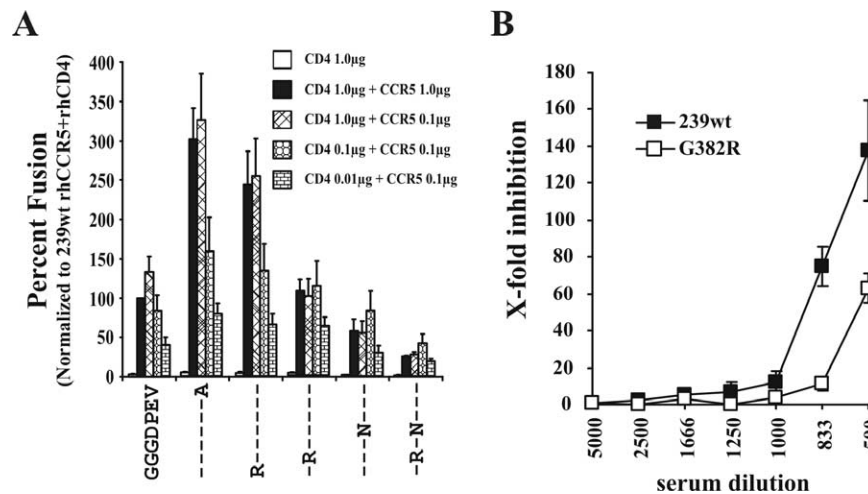 A
Percent Fusion
(Normalized to 239wt rhCCR5+rhCD4)
400
350
300
250
200
150
100
50
0
CD4 1.0µg
CD4 1.0µg + CCR5 1.0µg
CD4 1.0µg + CCR5 0.1µg
CD4 0.1µg + CCR5 0.1µg
CD4 0.01µg + CCR5 0.1µg
GGGDPEV
------A
R------
-R-----
---N---
-R-N---
B
X-fold inhibtion
180
160
140
120
100
80
60
40
20
0
239wt
G382R
5000
2500
1666
1250
1000
833
serum dilution